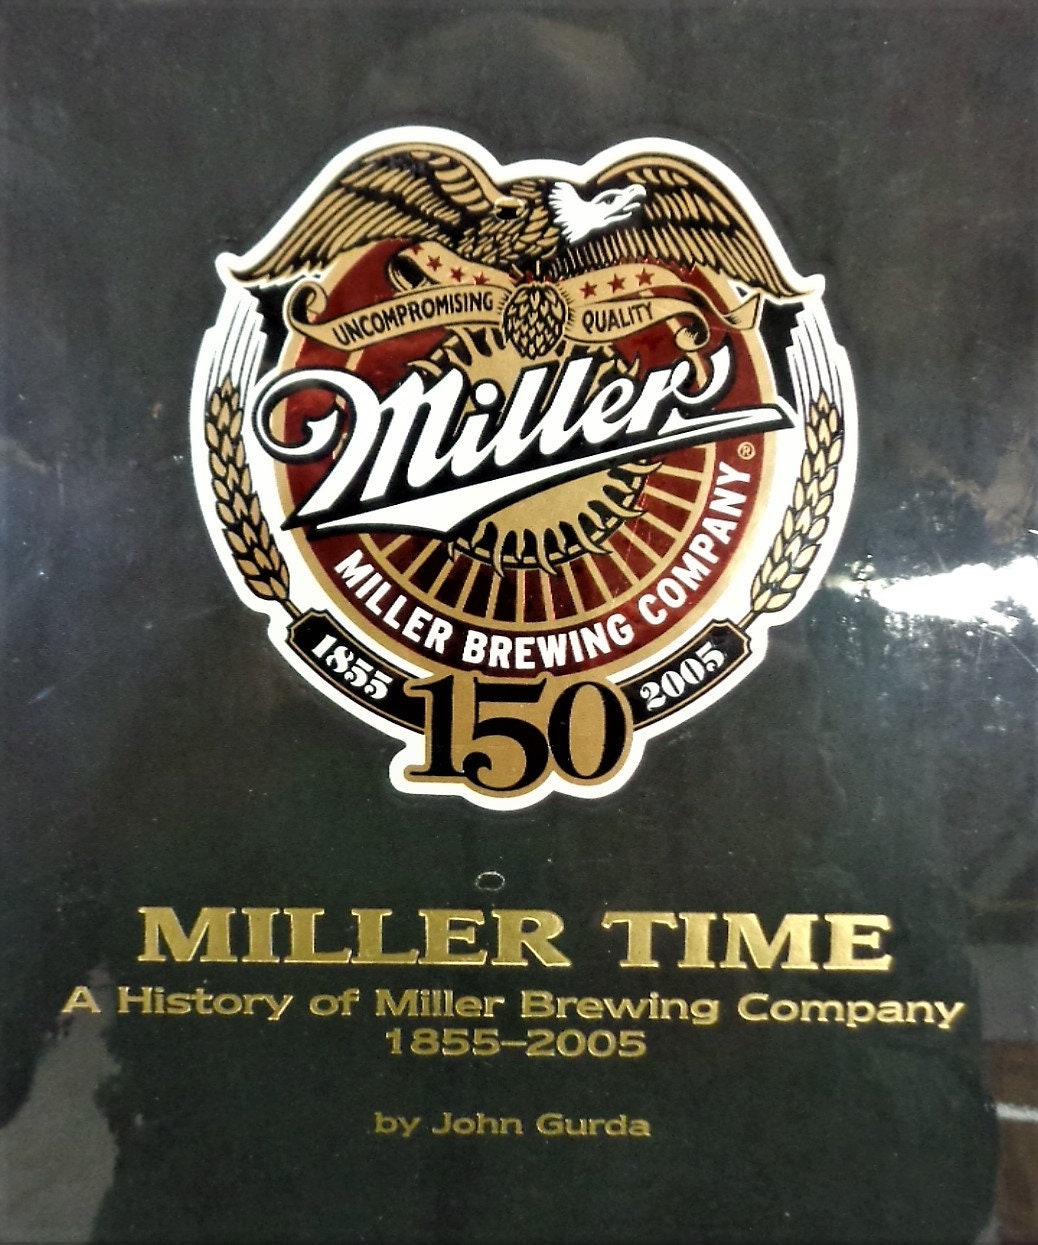 UNCOMPROMISING QUALITY
Miller
®
MILLER BREWING COMPANY
1855 2005
150
MILLER TIME
A History of Miller Brewing Company
1855–2005
by John Gurda